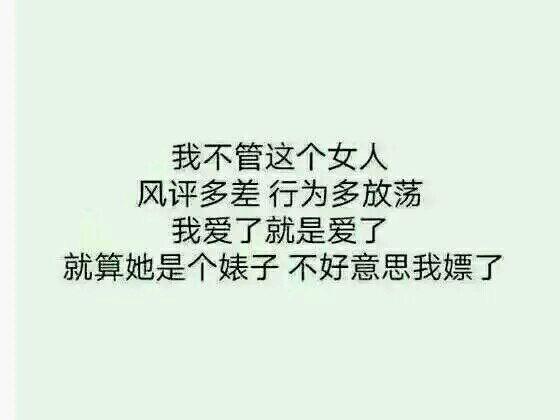 我不管这个女人
风评多差 行为多放荡
我爱了就是爱了
就算她是个婊子 不好意思我嫖了